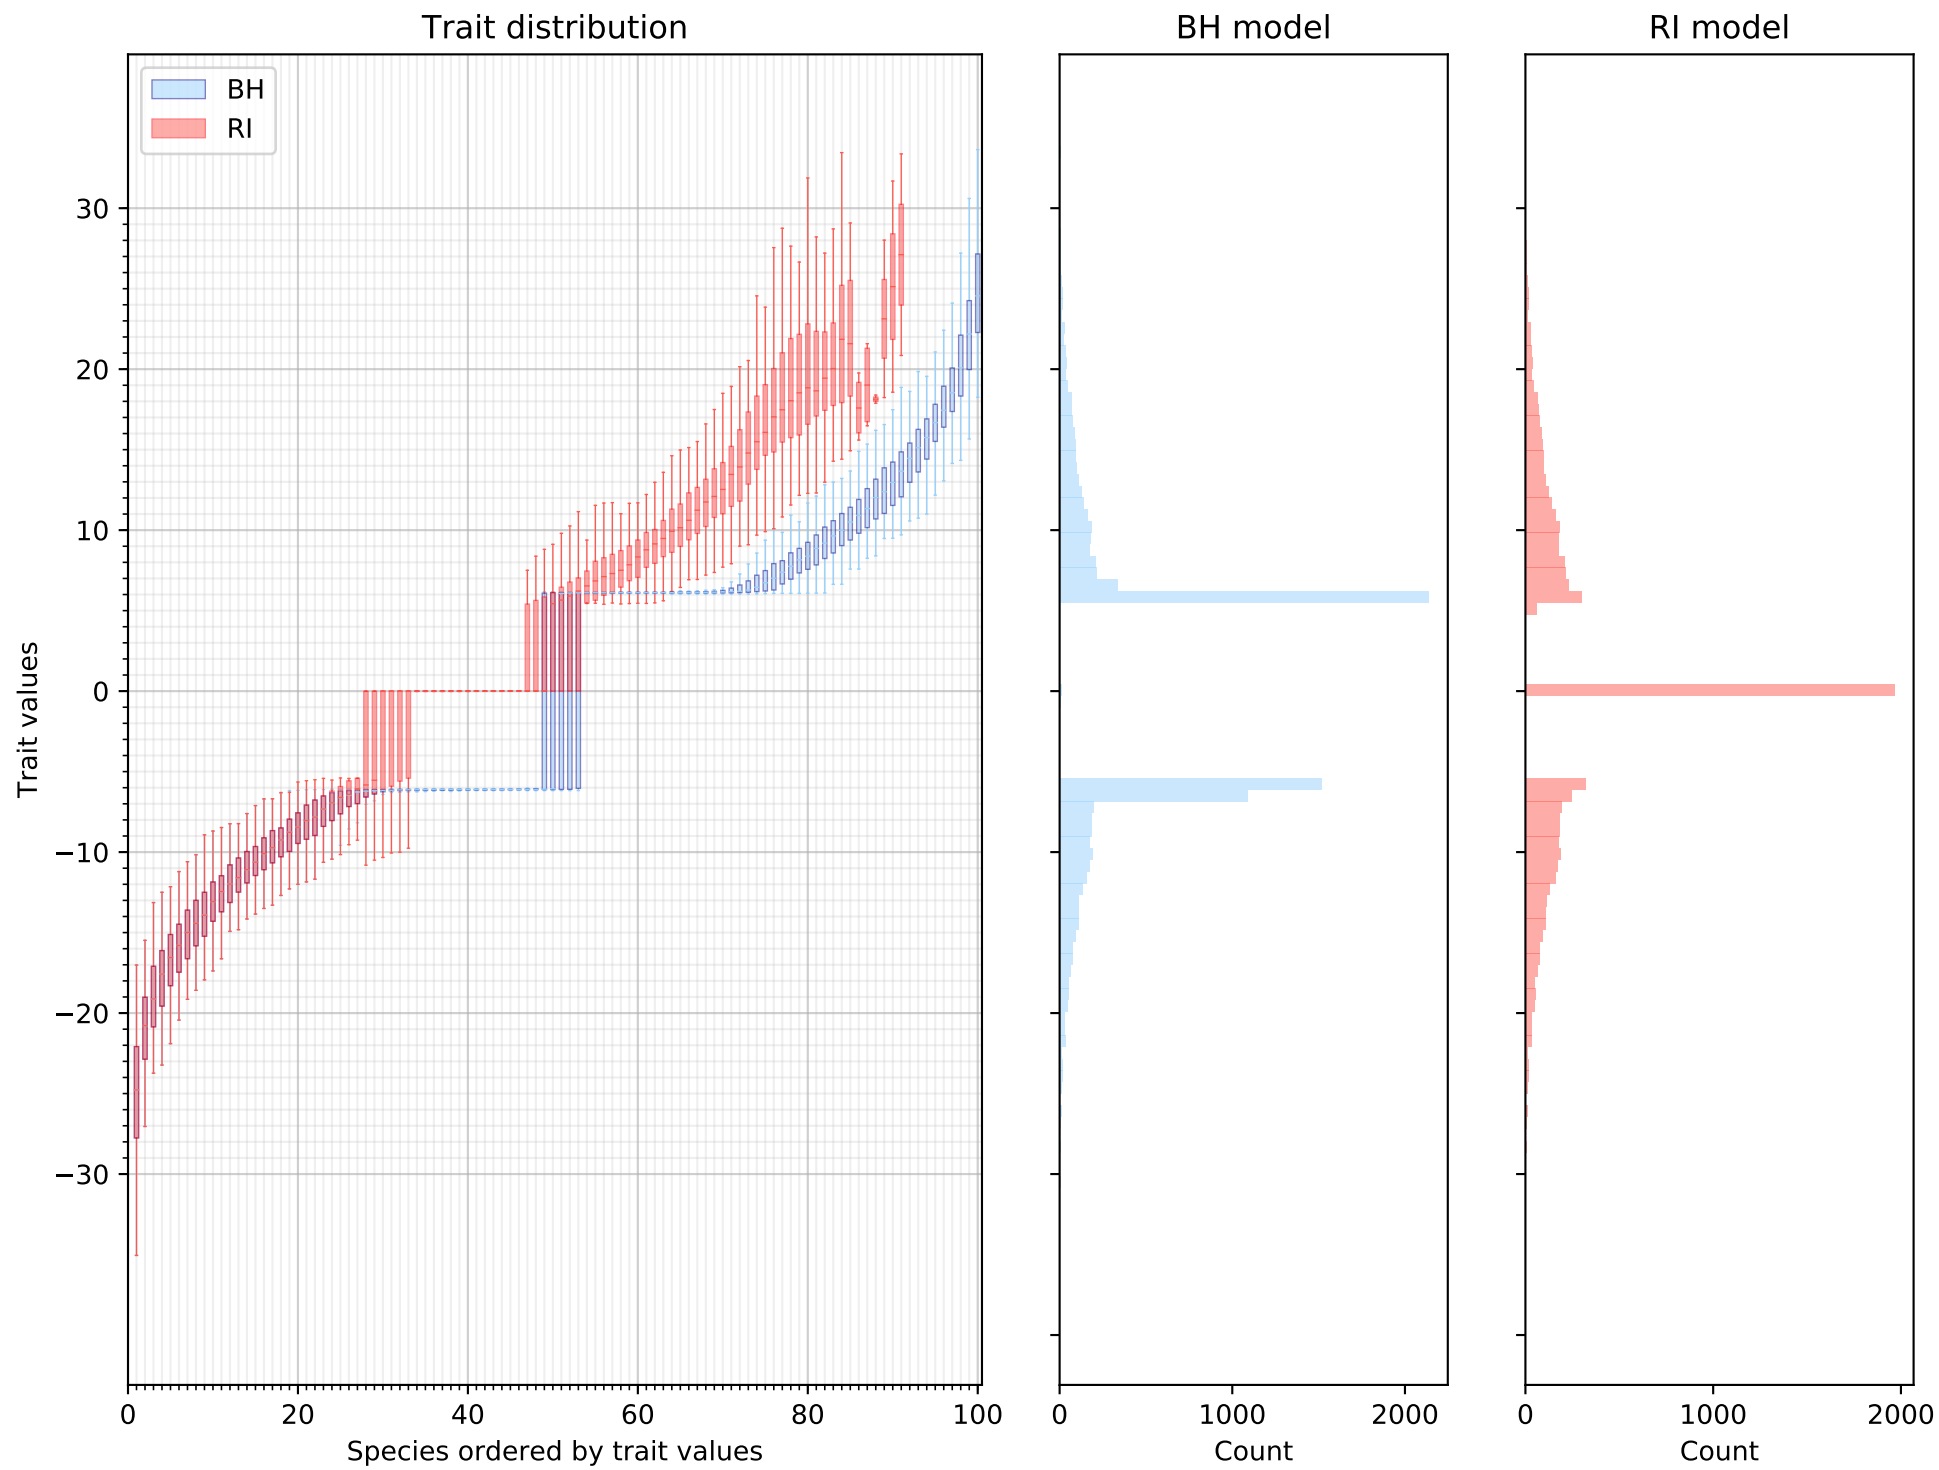 Trait distribution
BH model
RI model
BH
RI
30
20
10
0
−10
−20
−30
Trait values
0
20
40
60
80
100
0
1000
2000
0
1000
2000
Species ordered by trait values
Count
Count